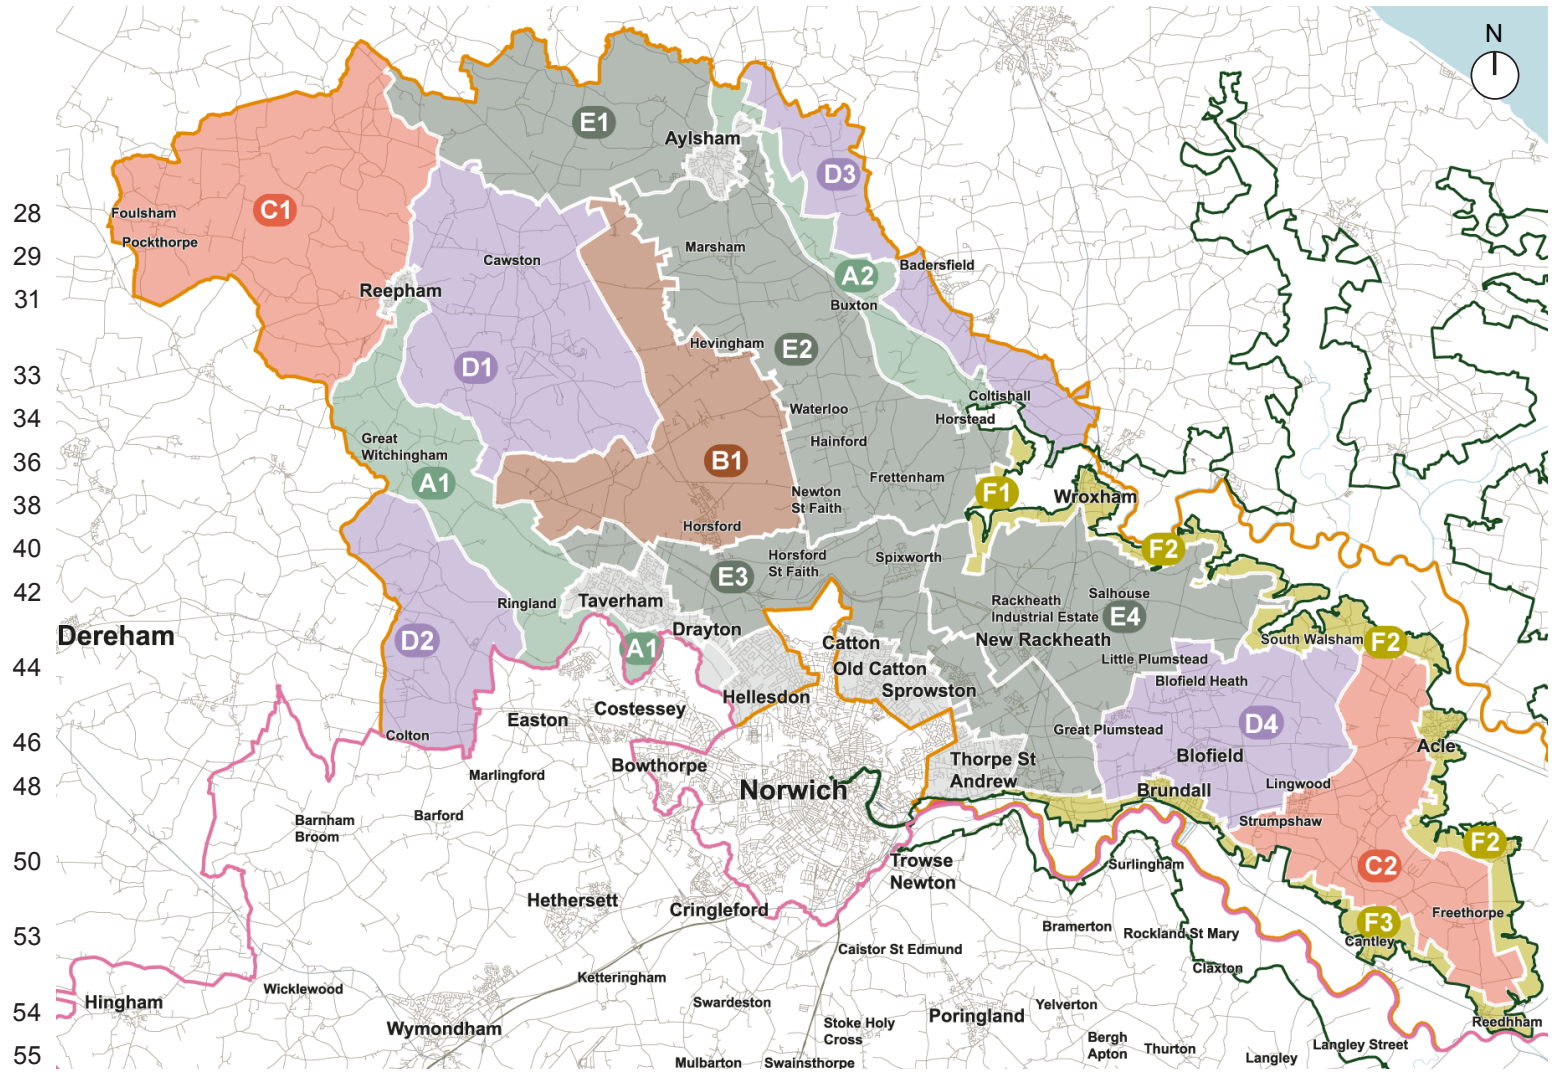 N
E1
Aylsham
D3
28
Foulsham
C1
Pockthorpe
Marsham
29
Cawston
Badersfield
A2
Reepham
31
Buxton
Hevingham
E2
D1
33
Coltishall
Waterloo
34
Horstead
Great
Witchingham
Hainford
36
B1
A1
Frettenham
Newton
St Faith
F1
Wroxham
38
Horsford
40
Horsford
St Faith
Spixworth
F2
E3
42
Taverham
Ringland
Salhouse
Rackheath
Industrial Estate
E4
Dereham
D2
Drayton
Catton
New Rackheath
South Walsham
F2
A1
44
Old Catton
Little Plumstead
Sprowston
Blofield Heath
Hellesdon
Costessey
Easton
D4
Great Plumstead
Colton
46
Acle
Blofield
Bowthorpe
Thorpe St
Andrew
Marlingford
48
Norwich
Brundall
Lingwood
Barnham
Broom
Barford
Strumpshaw
F2
50
Trowse
Newton
Surlingham
C2
Hethersett
Cringleford
Freethorpe
F3
Bramerton
Rockland St Mary
53
Cantley
Caistor St Edmund
Claxton
Ketteringham
Wicklewood
Hingham
Swardeston
Yelverton
54
Poringland
Reedhham
Wymondham
Stoke Holy
Cross
Bergh
Apton
Thurton
Langley Street
55
Langley
Mulbarton
Swainsthorpe